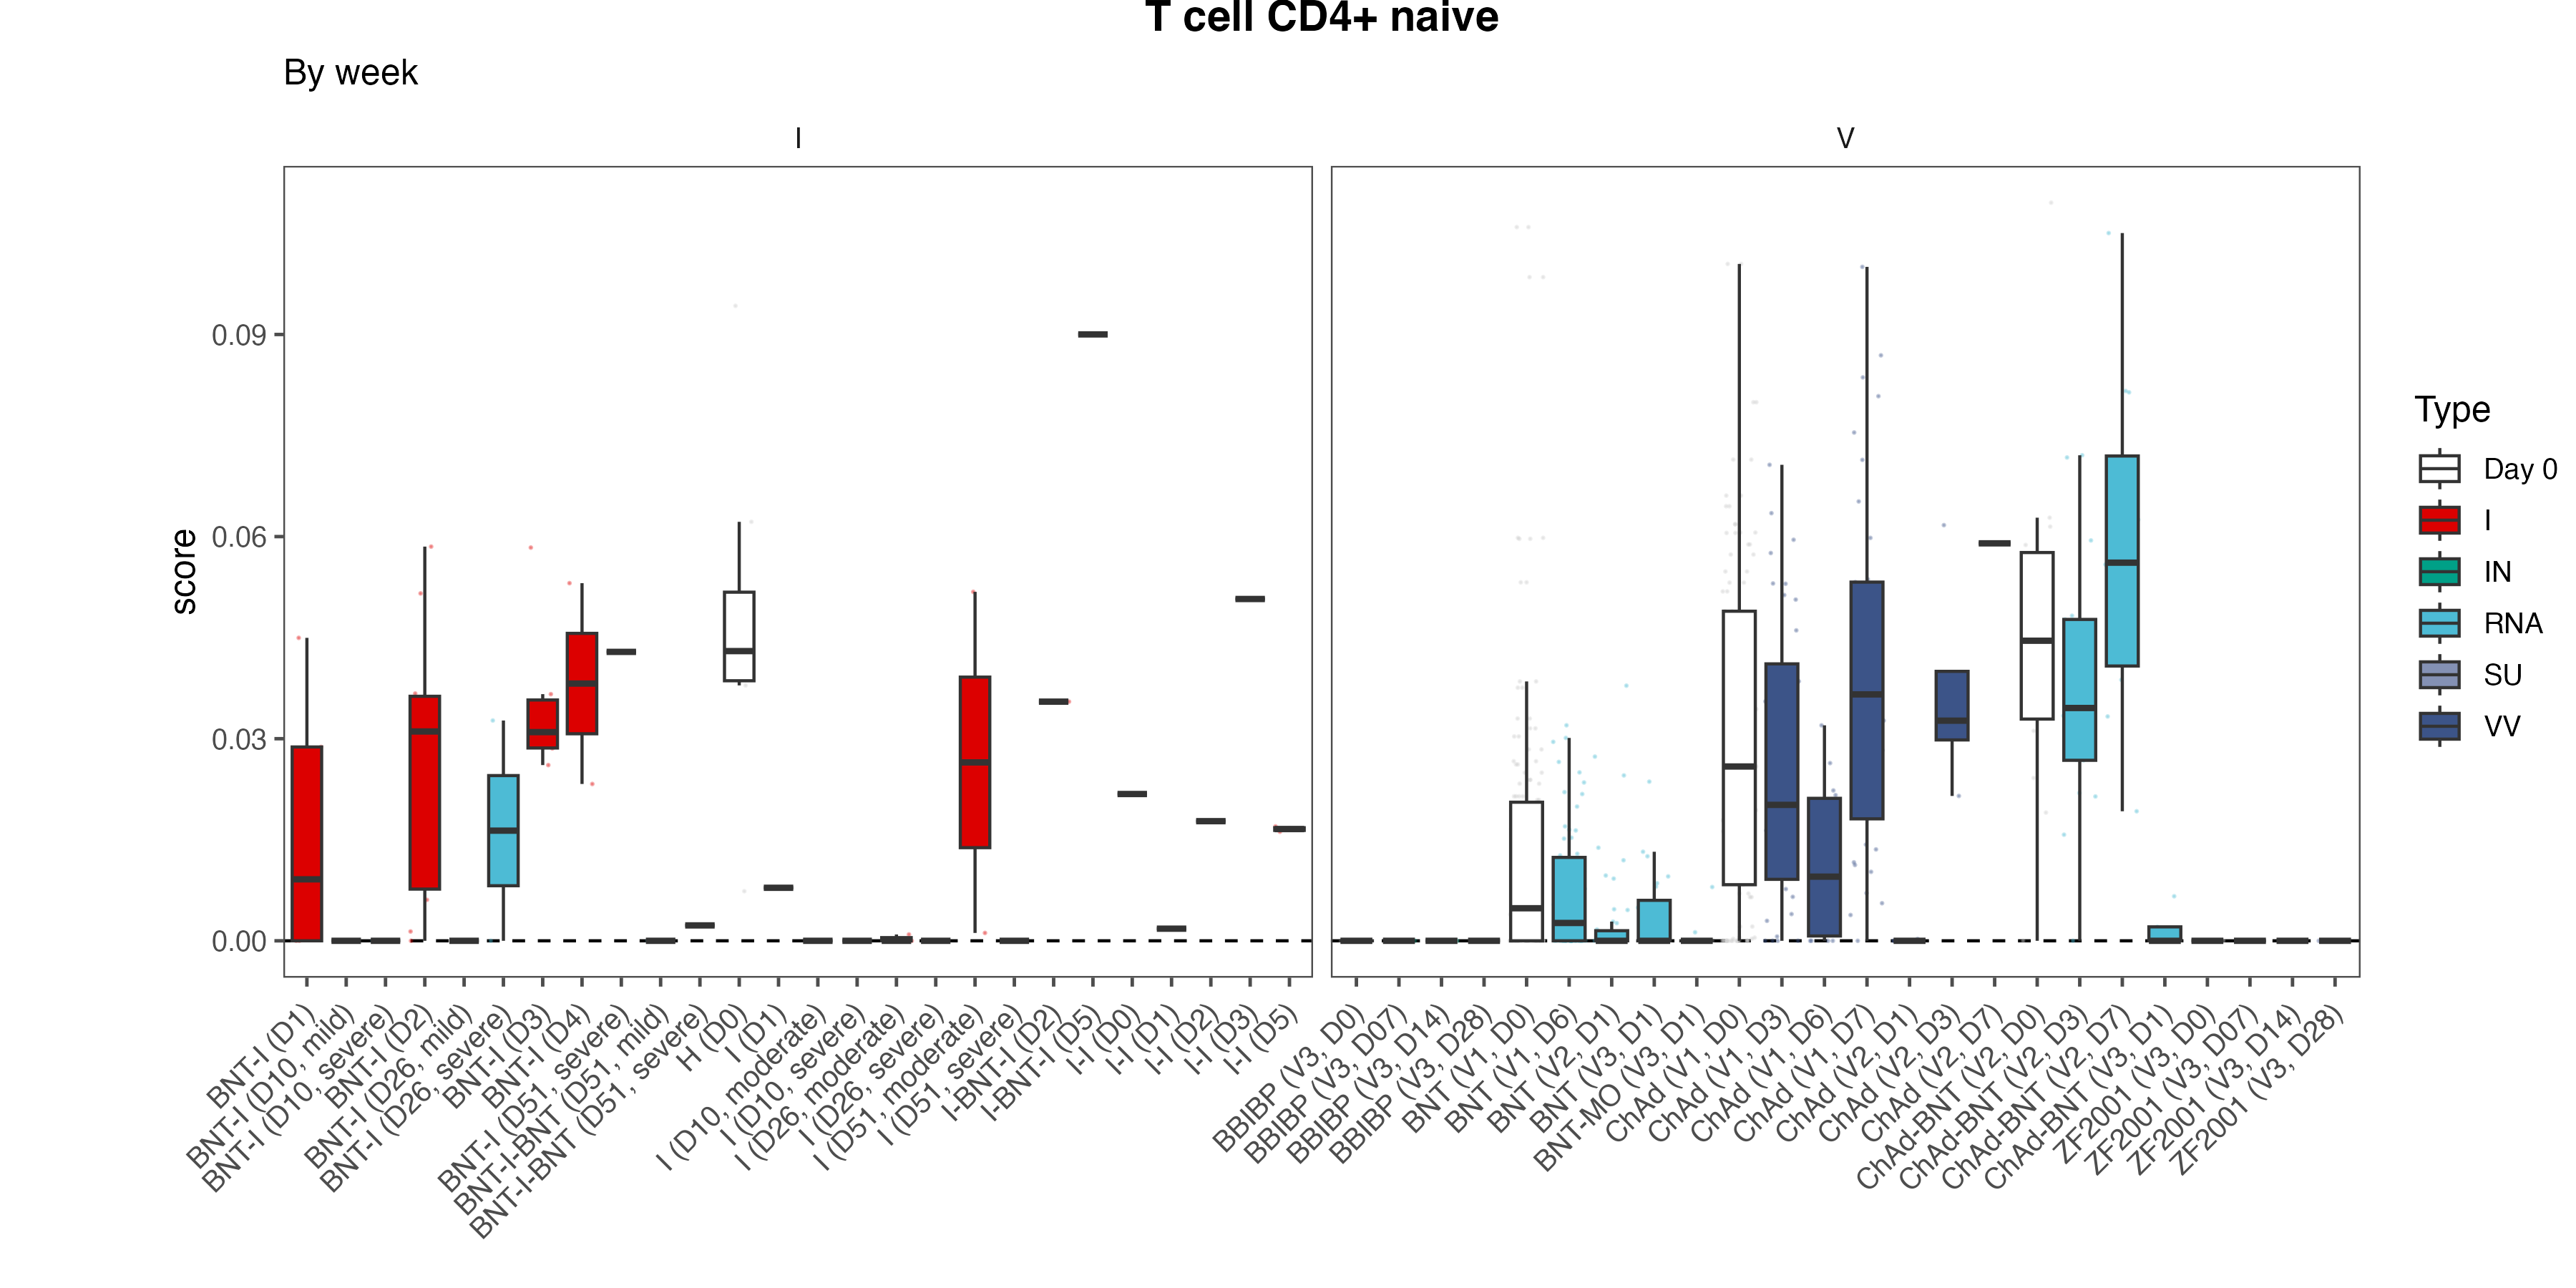 T cell CD4+ naive
By week
I
V
score
0.09
0.06
0.03
0.00
BNT-I (D1)
BNT-I (D10, mild)
BNT-I (D10, severe)
BNT-I (D2)
BNT-I (D26, mild)
BNT-I (D26, severe)
BNT-I (D3)
BNT-I (D4)
BNT-I (D51, severe)
BNT-I-BNT (D51, mild)
BNT-I-BNT (D51, severe)
H (D0)
I (D1)
I (D10, moderate)
I (D10, severe)
I (D26, moderate)
I (D26, severe)
I (D51, moderate)
I (D51, severe)
I-BNT-I (D2)
I-BNT-I (D5)
I-I (D0)
I-I (D1)
I-I (D2)
I-I (D3)
I-I (D5)
BBIBP (V3, D0)
BBIBP (V3, D07)
BBIBP (V3, D14)
BBIBP (V3, D28)
BNT (V1, D0)
BNT (V1, D6)
BNT (V2, D1)
BNT (V3, D1)
BNT-MO (V3, D1)
ChAd (V1, D0)
ChAd (V1, D3)
ChAd (V1, D6)
ChAd (V1, D7)
ChAd (V2, D1)
ChAd (V2, D3)
ChAd (V2, D7)
ChAd-BNT (V2, D0)
ChAd-BNT (V2, D3)
ChAd-BNT (V2, D7)
ChAd-BNT (V3, D1)
ZF2001 (V3, D0)
ZF2001 (V3, D07)
ZF2001 (V3, D14)
ZF2001 (V3, D28)
Type
Day 0
I
IN
RNA
SU
VV